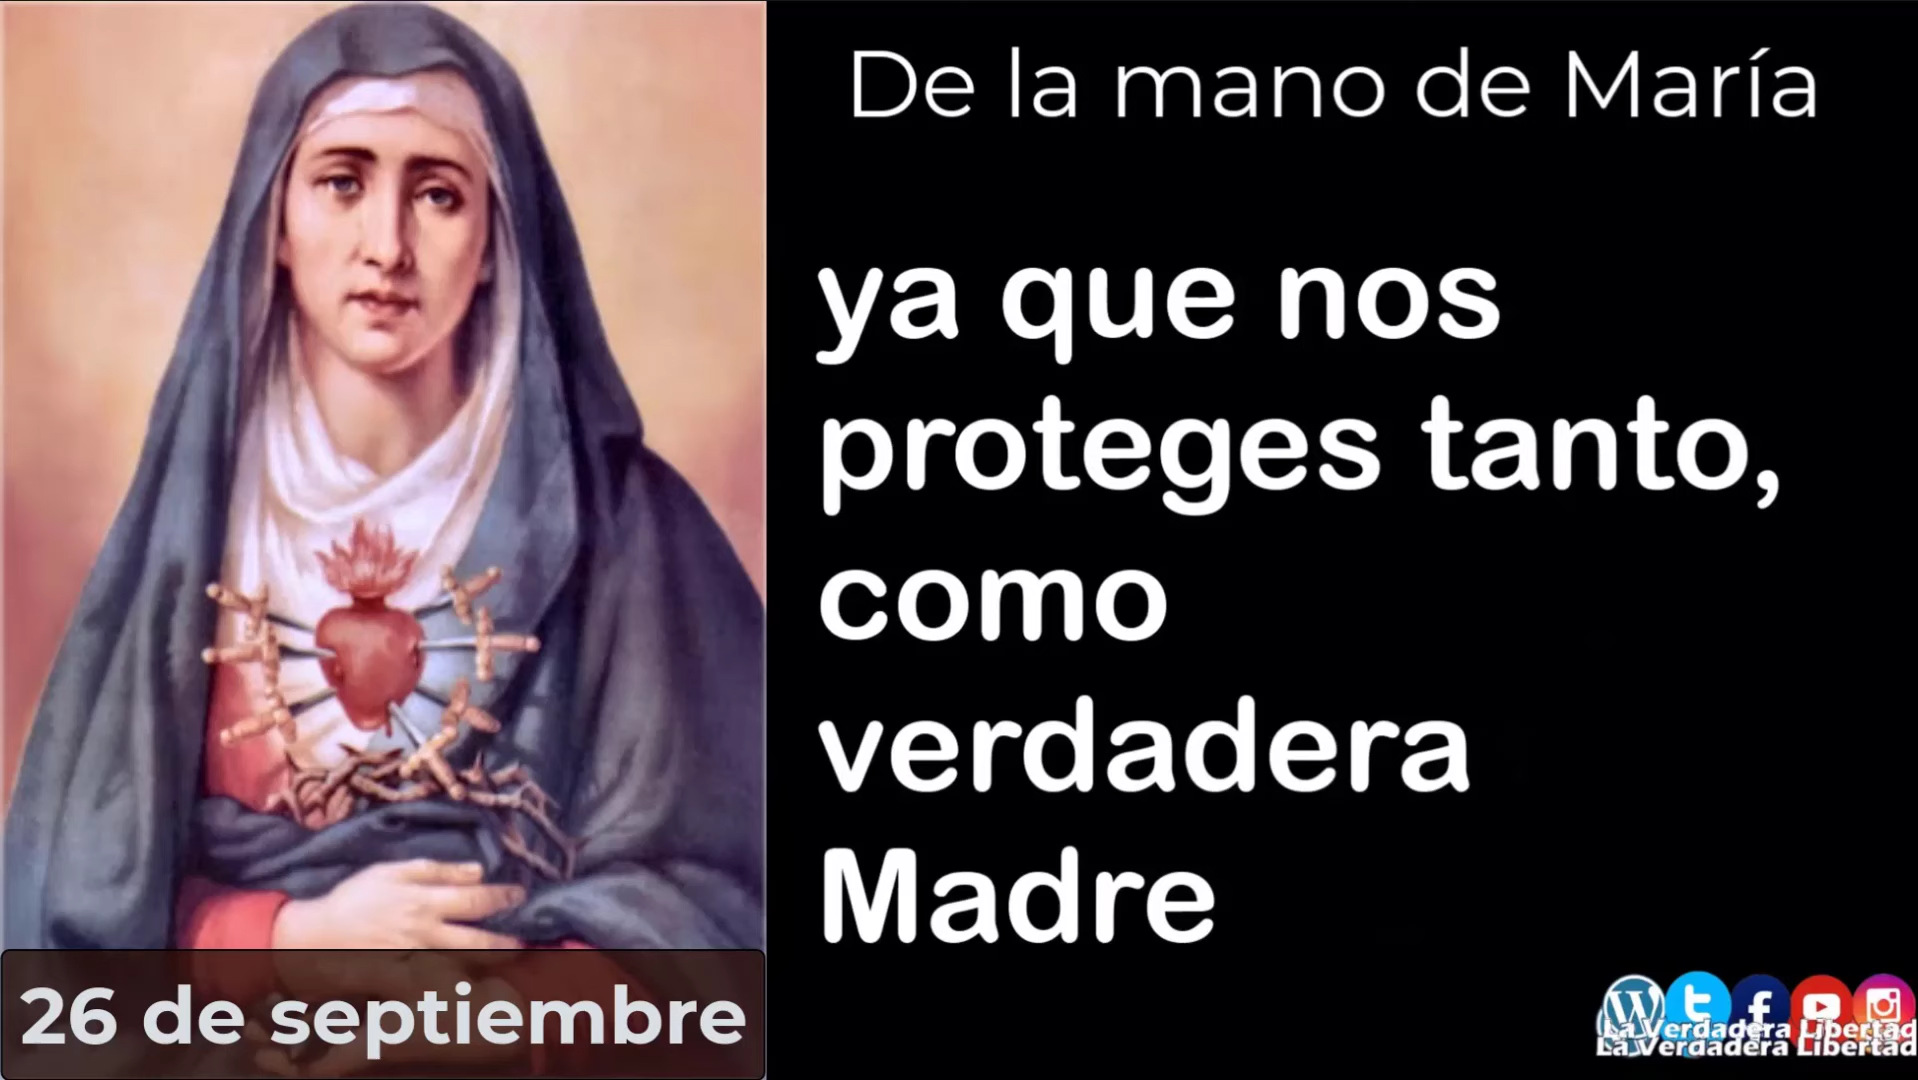 De la mano de María
ya que nos
proteges tanto,
como
verdadera
Madre
26 de septiembre
La Verdadera Libertad
La Verdadera Libertad